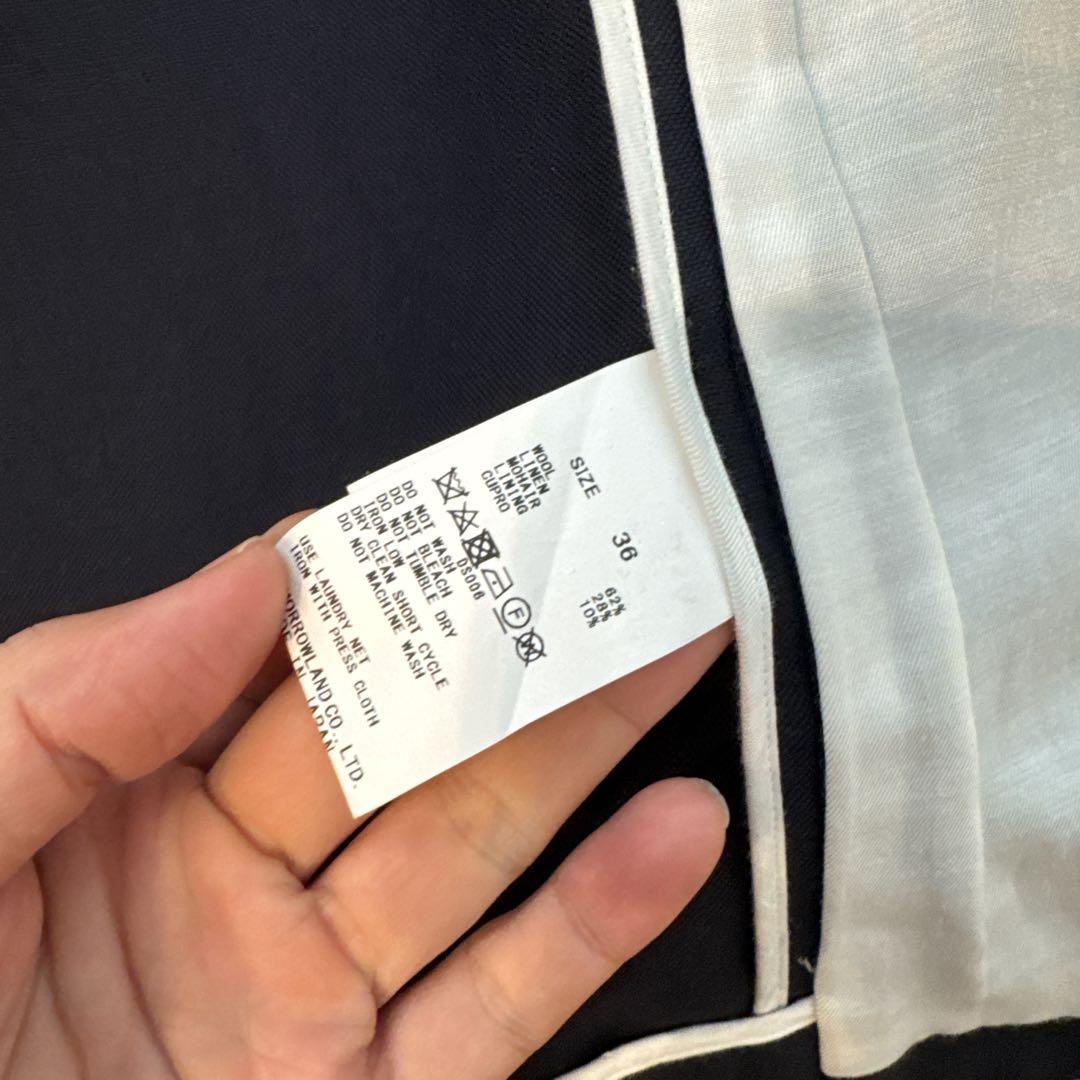 SIZE 36
WOOL 62%
LINEN 28%
MOHAIR 10%
LINING
CUPRO
F
W
DS006
DO NOT WASH
DO NOT BLEACH
DO NOT TUMBLE DRY
IRON LOW
DRY CLEAN SHORT CYCLE
DO NOT MACHINE WASH
USE LAUNDRY NET
IRON WITH PRESS CLOTH
CO., LTD.
IN JAPAN